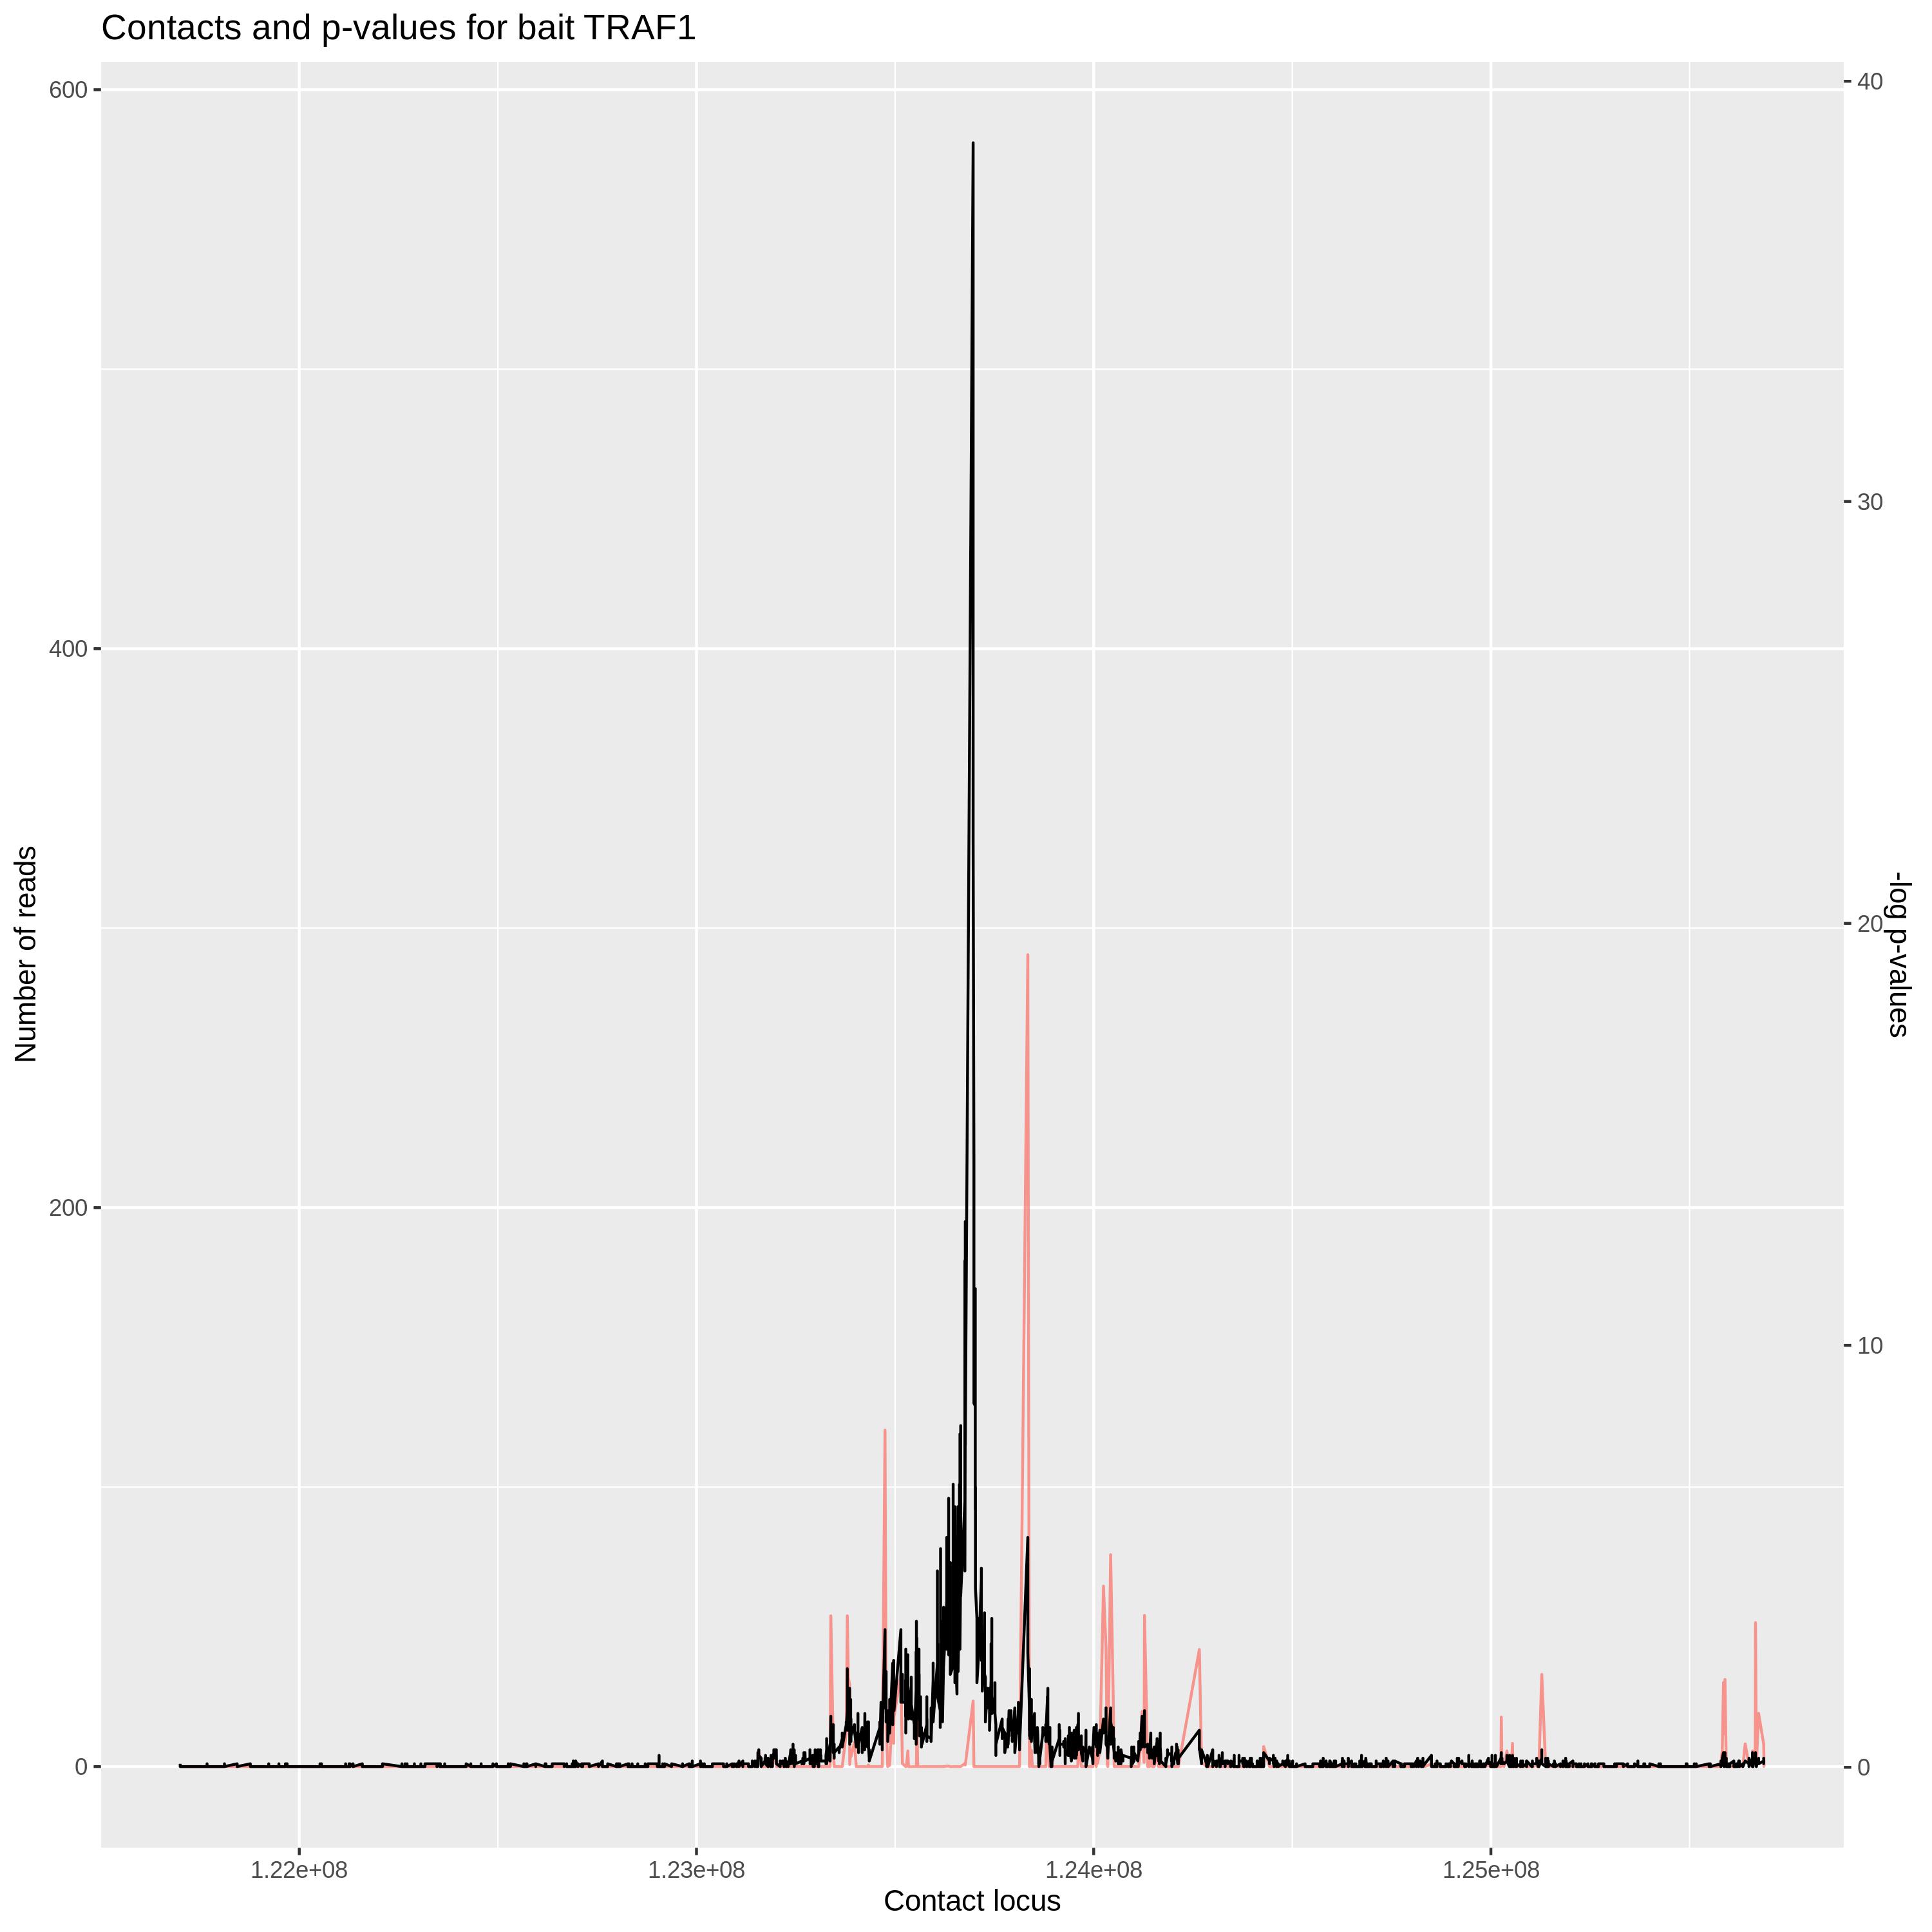 Contacts and p-values for bait TRAF1
600
400
200
0
Number of reads
40
30
20
10
0
-log p-values
1.22e+08
1.23e+08
1.24e+08
1.25e+08
Contact locus